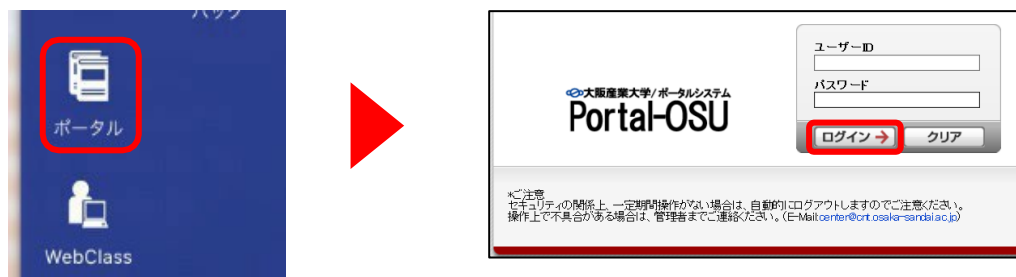 ポータル
WebClass
ユーザーID
パスワード
大阪産業大学/ポータルシステム
Portal-OSU
ログイン
クリア
*ご注意
セキュリティの関係上、一定期間操作がない場合は、自動的にログアウトしますのでご注意ください。
操作上で不具合がある場合は、管理者までご連絡ください。(E-Mail:center@cnt.osaka-sandai.ac.jp)